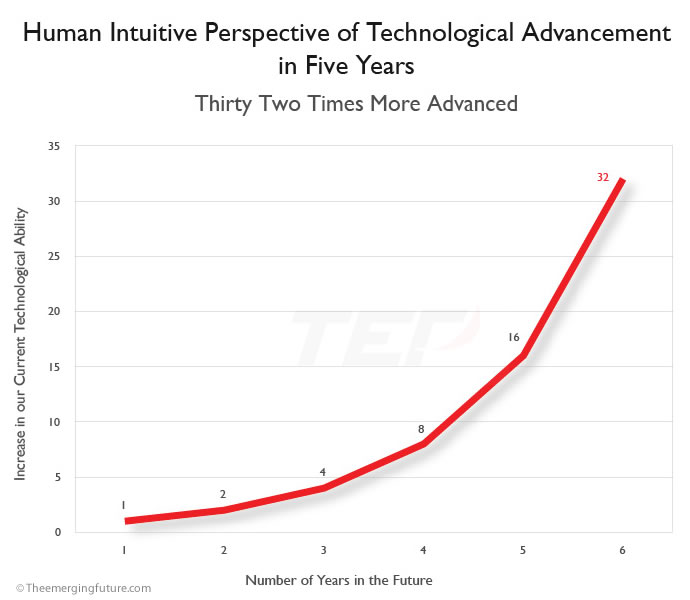 Human Intuitive Perspective of Technological Advancement
in Five Years
Thirty Two Times More Advanced
Increase in our Current Technological Ability
35
30
25
20
15
10
5
0
1
2
4
8
16
32
1 2 3 4 5 6
Number of Years in the Future
TEF
© Theemergingfuture.com